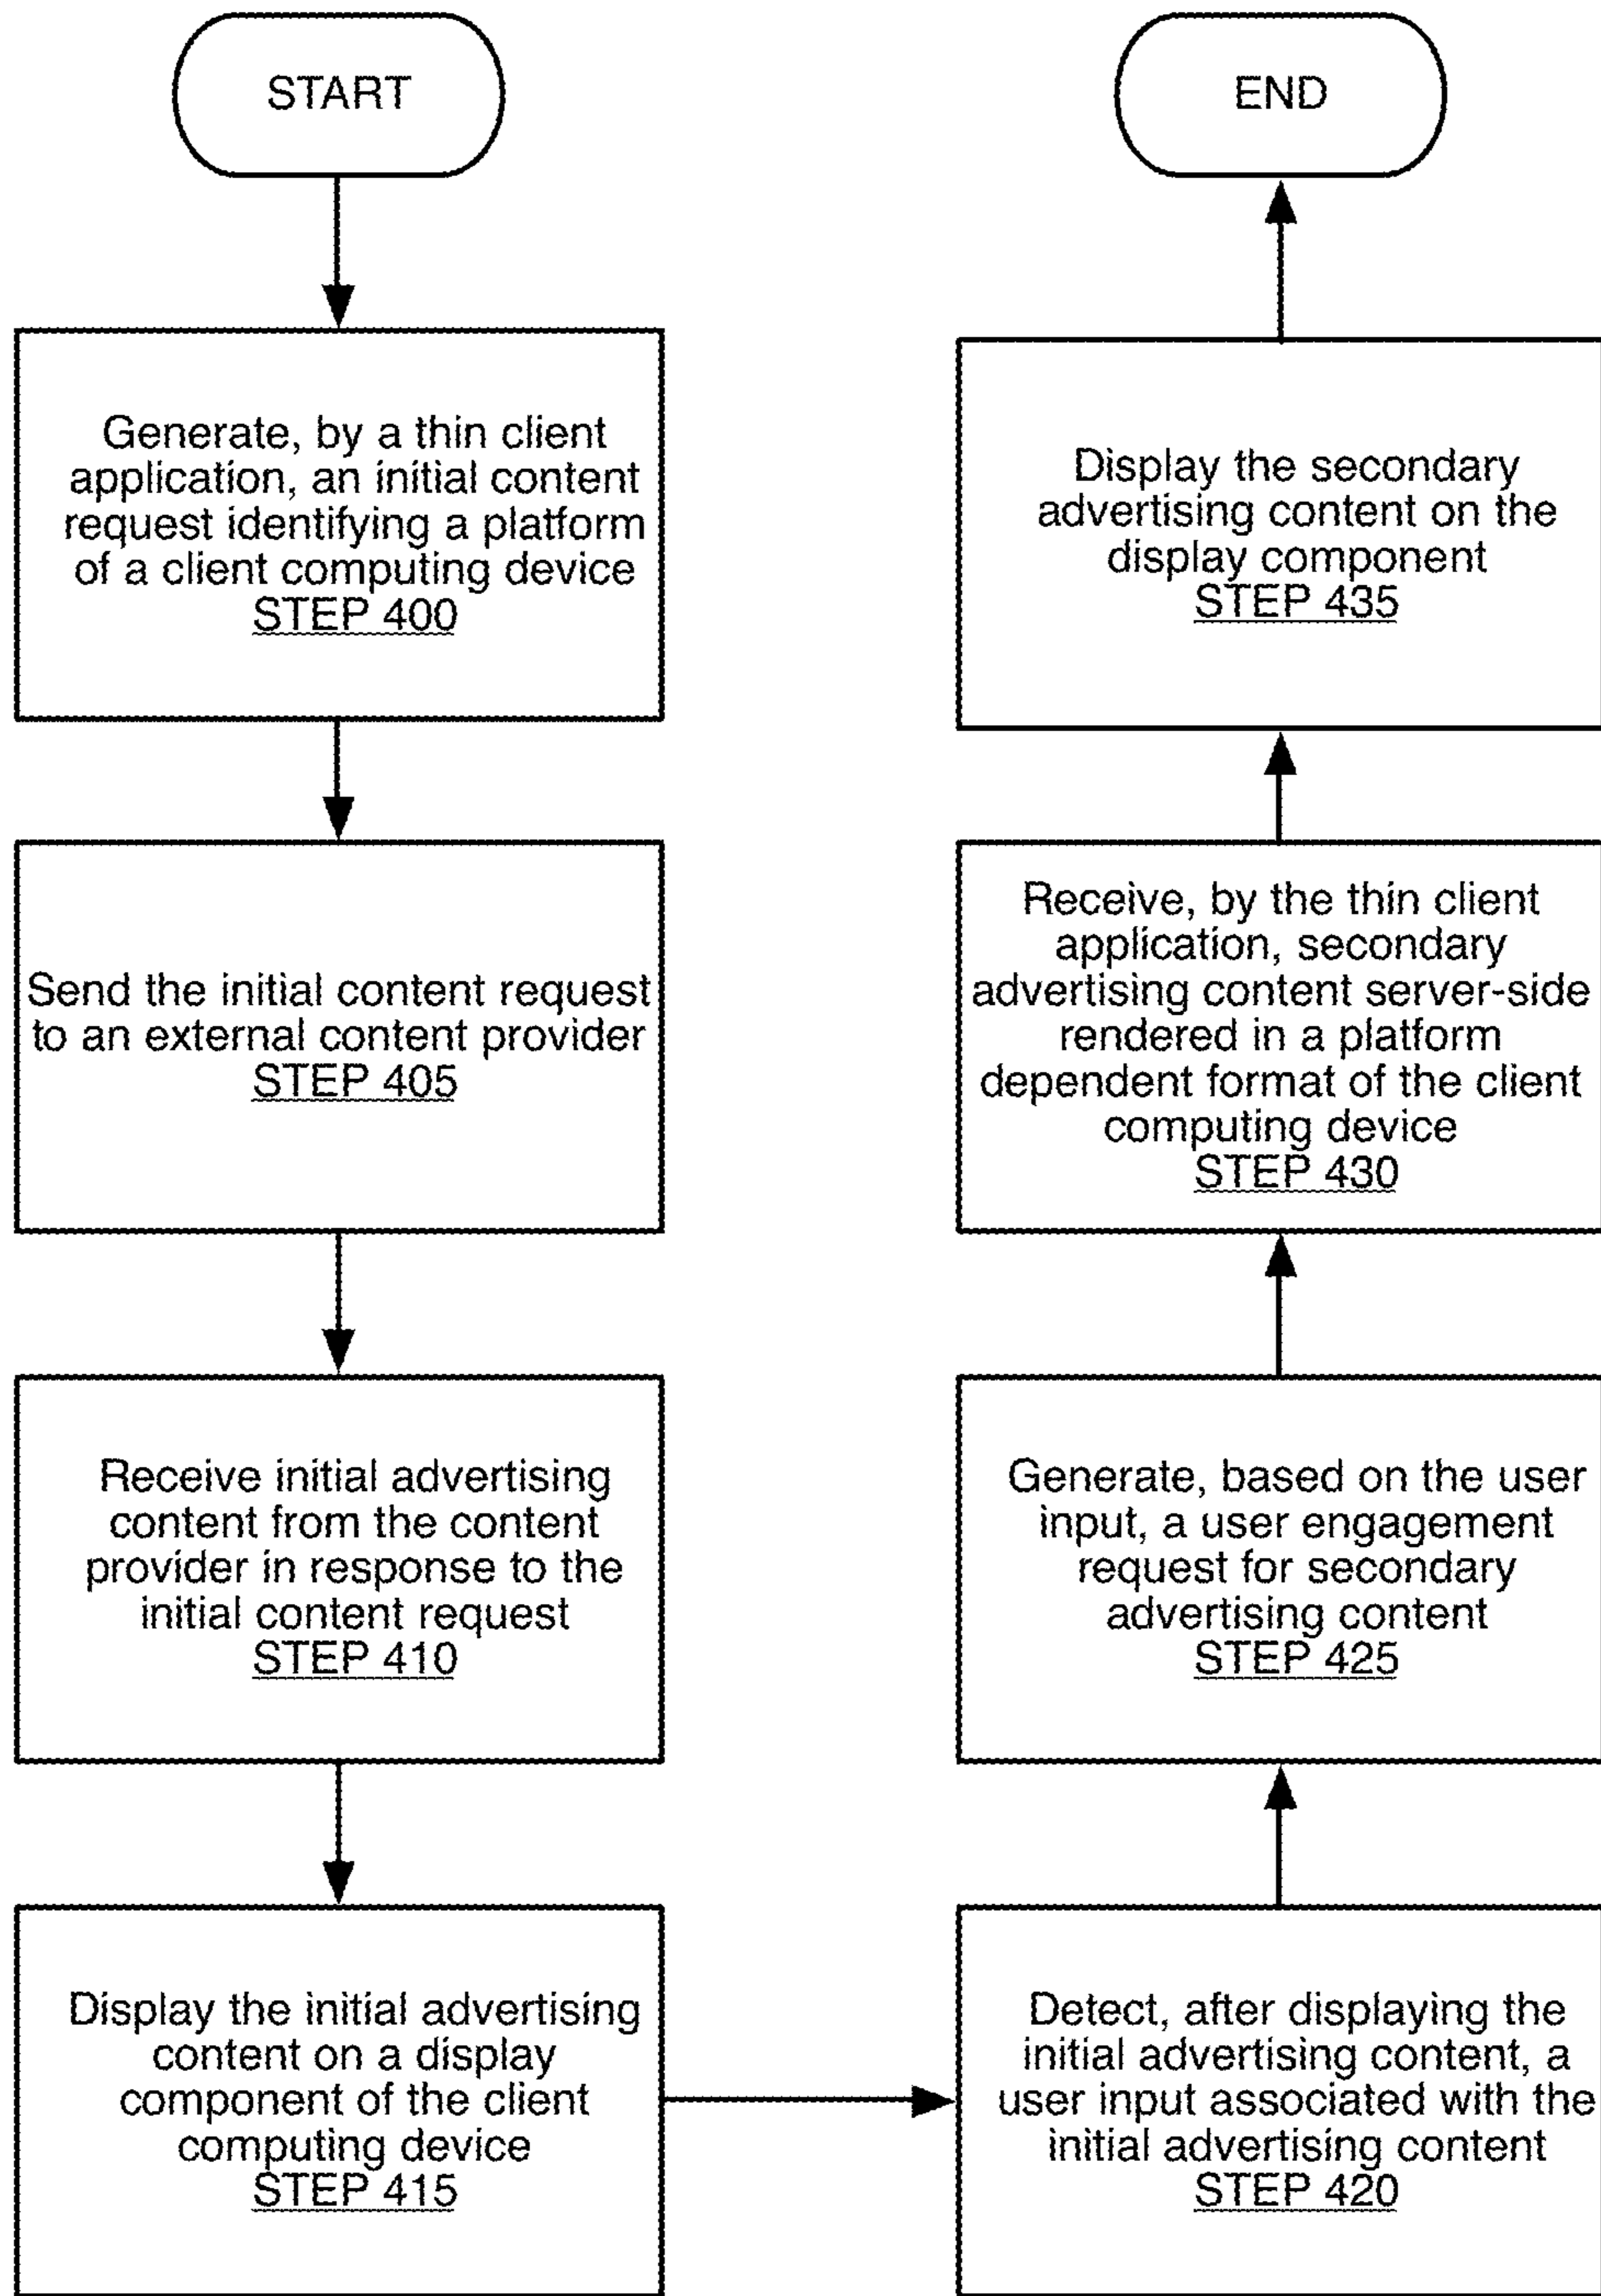 START
Generate, by a thin client
application, an initial content
request identifying a platform
of a client computing device
STEP 400
Send the initial content request
to an external content provider
STEP 405
Receive initial advertising
content from the content
provider in response to the
initial content request
STEP 410
Display the initial advertising
content on a display
component of the client
computing device
STEP 415
Detect, after displaying the
initial advertising content, a
user input associated with the
initial advertising content
STEP 420
Generate, based on the user
input, a user engagement
request for secondary
advertising content
STEP 425
Receive, by the thin client
application, secondary
advertising content server-side
rendered in a platform
dependent format of the client
computing device
STEP 430
Display the secondary
advertising content on the
display component
STEP 435
END